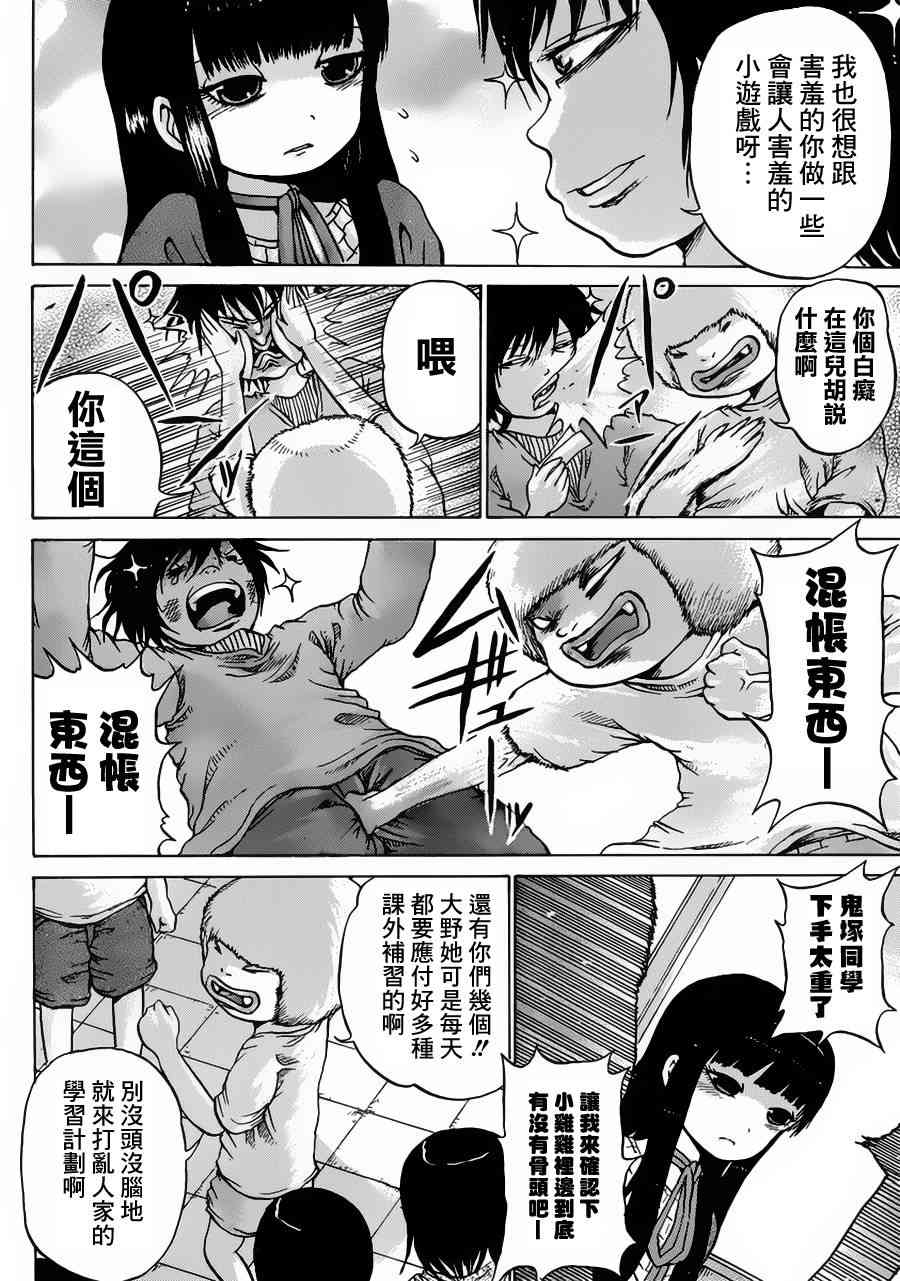 我也很想跟
害羞的你做一些
會讓人害羞的
小遊戲呀…
你個白癡
在這兒胡說
什麼啊
パ。
喂
パ。
你這個
混帳東西ー
ムギュ
混帳
東西ー
鬼塚同學
下手太重了
還有你們幾個!!
大野她可是每天
都要應付好多種
課外補習的啊
讓我來確認下
小雞雞裡邊到底
有沒有骨頭吧ー
別沒頭沒腦地
就來打亂人家的
學習計劃啊